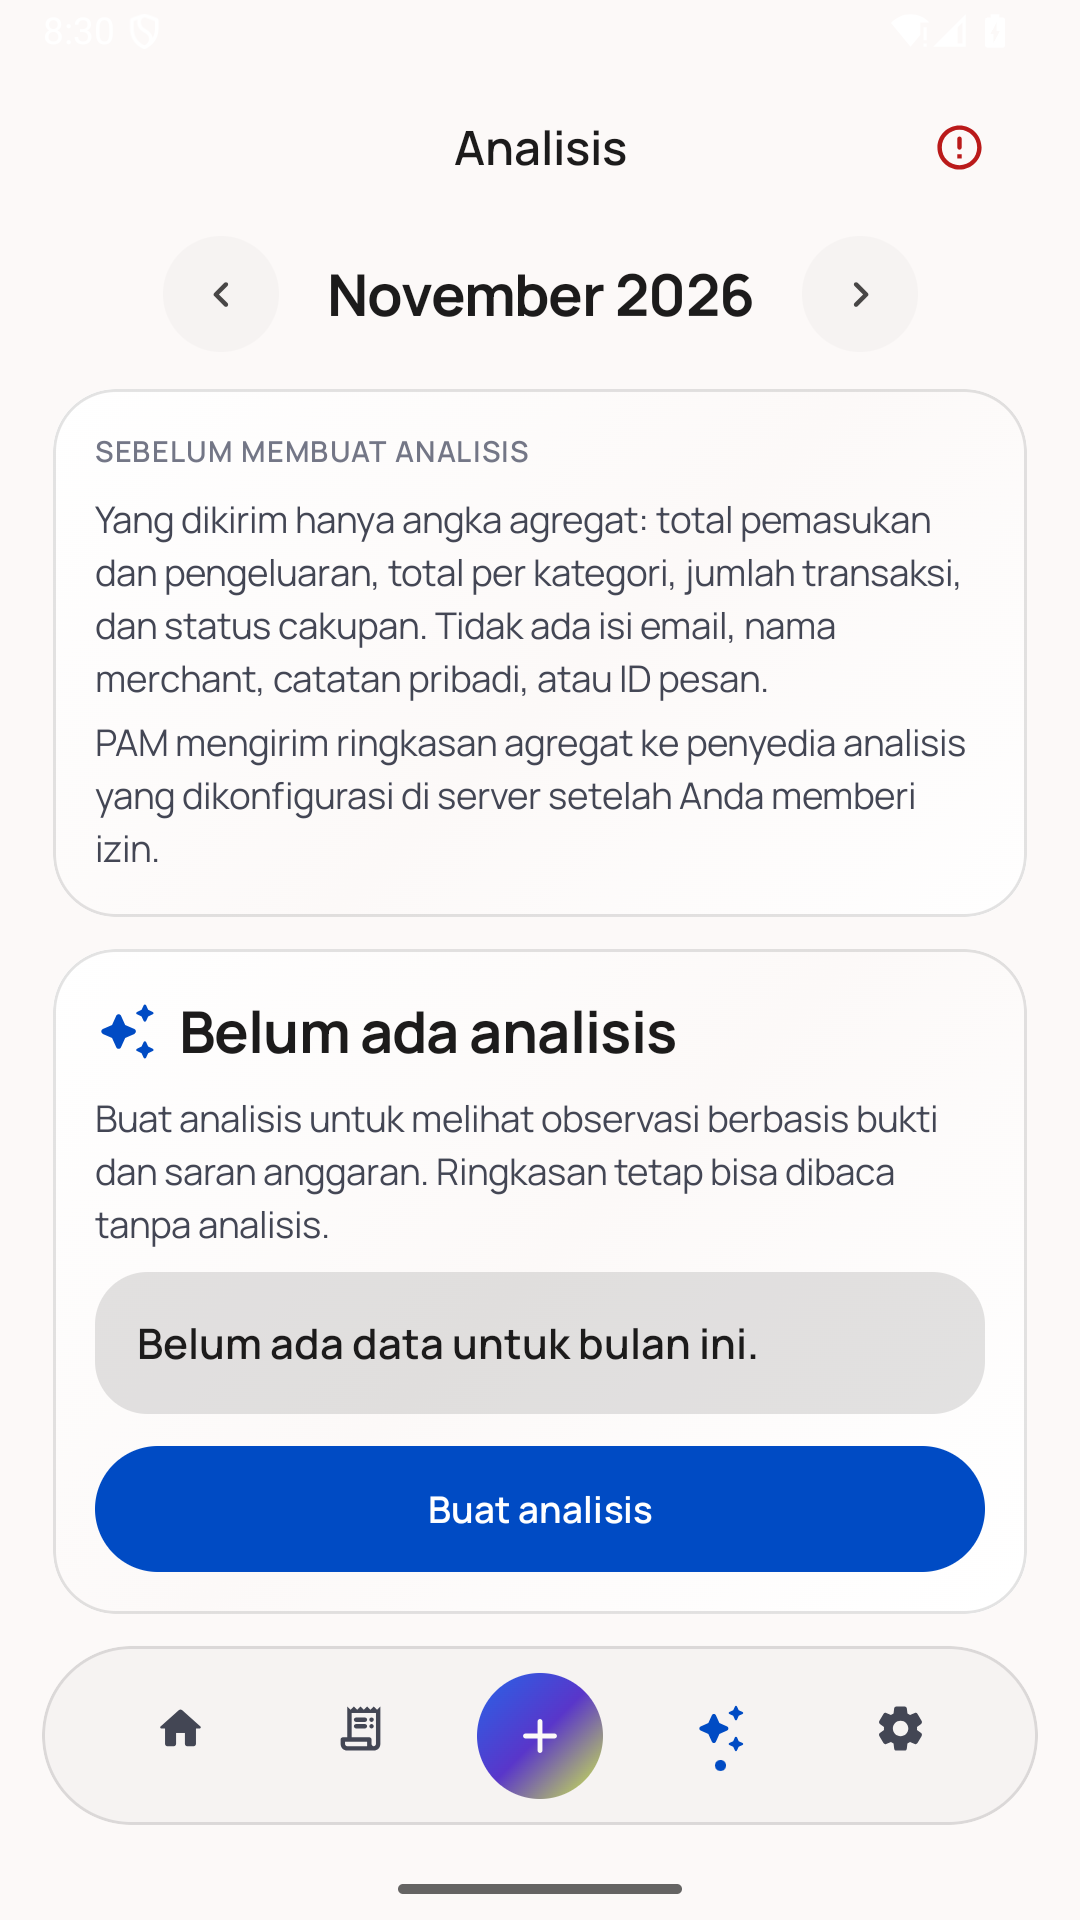 8:30
Analisis
November 2026
SEBELUM MEMBUAT ANALISIS
Yang dikirim hanya angka agregat: total pemasukan
dan pengeluaran, total per kategori, jumlah transaksi,
dan status cakupan. Tidak ada isi email, nama
merchant, catatan pribadi, atau ID pesan.
PAM mengirim ringkasan agregat ke penyedia analisis
yang dikonfigurasi di server setelah Anda memberi
izin.
Belum ada analisis
Buat analisis untuk melihat observasi berbasis bukti
dan saran anggaran. Ringkasan tetap bisa dibaca
tanpa analisis.
Belum ada data untuk bulan ini.
Buat analisis